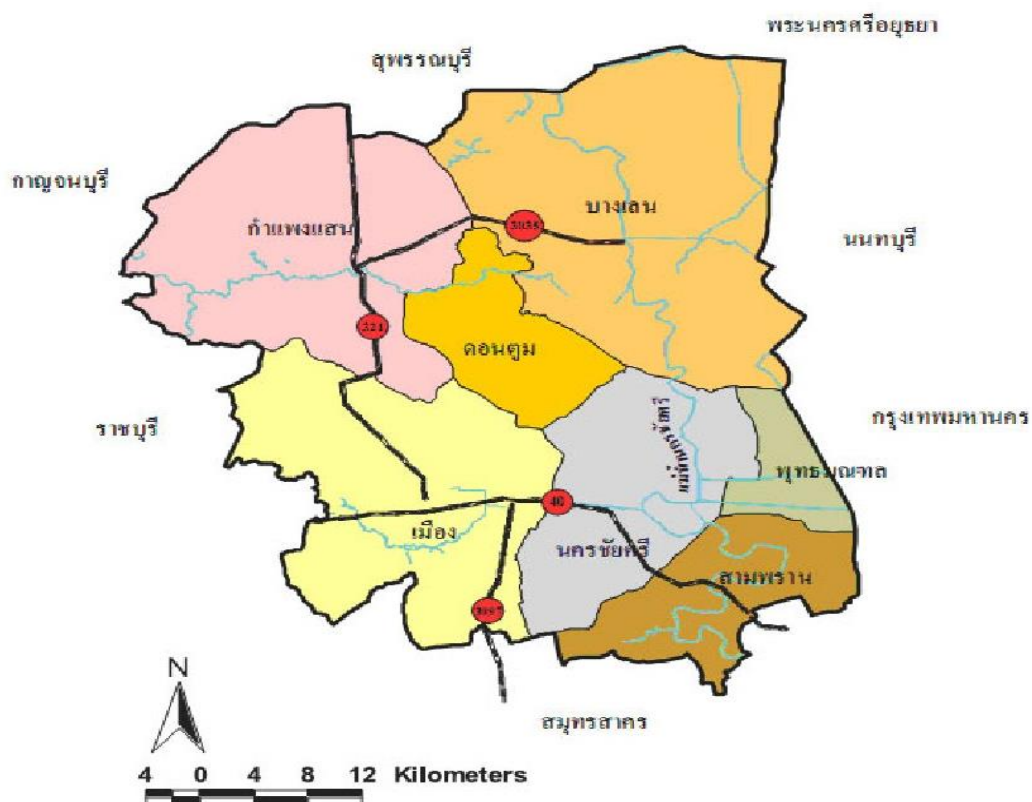 พระนครศรีอยุธยา
สุพรรณบุรี
กาญจนบุรี
บางเลน
กำแพงแสน
นนทบุรี
321
ดอนตูม
ราชบุรี
กรุงเทพมหานคร
พุทธมณฑล
เมือง
นครชัยศรี
สามพราน
สมุทรสาคร
N
4 0 4 8 12 Kilometers